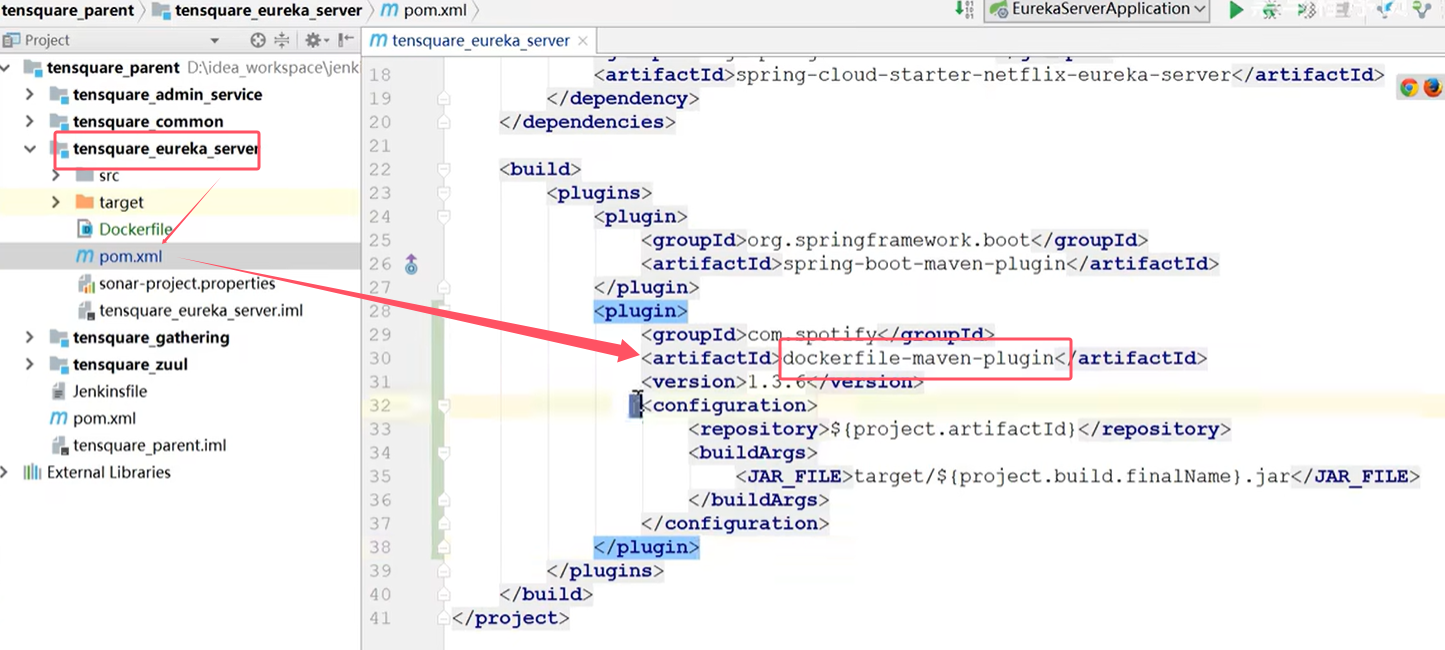 tensquare_parent tensquare_eureka_server pom.xml
EurekaServerApplication
Project
tensquare_eureka_server
tensquare_parent D:\idea_workspace\jenk
tensquare_admin_service
tensquare_common
tensquare_eureka_server
src
target
Dockerfile
pom.xml
sonar-project.properties
tensquare_eureka_server.iml
tensquare_gathering
tensquare_zuul
Jenkinsfile
pom.xml
tensquare_parent.iml
External Libraries
18 <artifactId>spring-cloud-starter-netflix-eureka-server</artifactId>
19 </dependency>
20 </dependencies>
21
22 <build>
23 <plugins>
24 <plugin>
25 <groupId>org.springframework.boot</groupId>
26 <artifactId>spring-boot-maven-plugin</artifactId>
27 </plugin>
28 <plugin>
29 <groupId>com.spotify</groupId>
30 <artifactId>dockerfile-maven-plugin</artifactId>
31 <version>1.3.6</version>
32 <configuration>
33 <repository>${project.artifactId}</repository>
34 <buildArgs>
35 <JAR_FILE>target/${project.build.finalName}.jar</JAR_FILE>
36 </buildArgs>
37 </configuration>
38 </plugin>
39 </plugins>
40 </build>
41 </project>